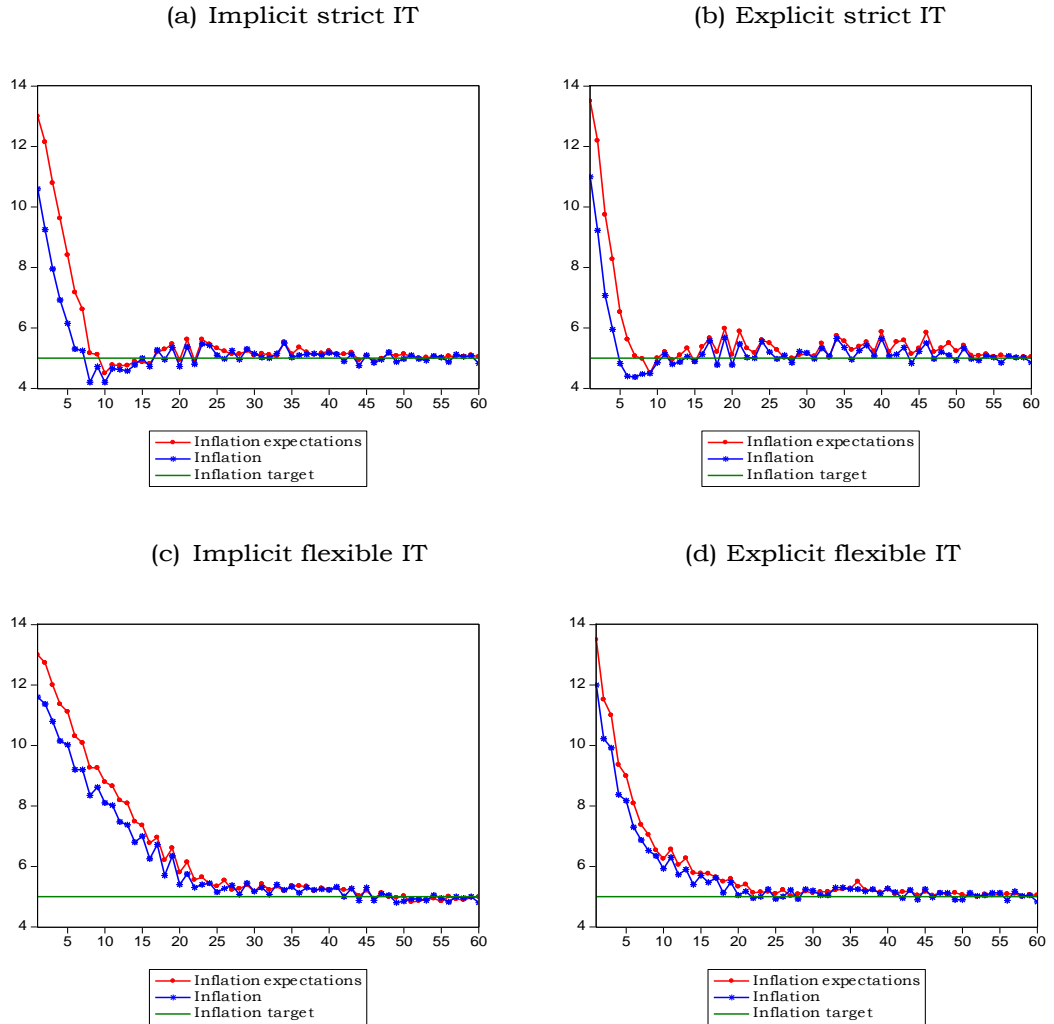 (a) Implicit strict IT
14
12
10
8
6
4
5 10 15 20 25 30 35 40 45 50 55 60
Inflation expectations
Inflation
Inflation target
(b) Explicit strict IT
14
12
10
8
6
4
5 10 15 20 25 30 35 40 45 50 55 60
Inflation expectations
Inflation
Inflation target
(c) Implicit flexible IT
14
12
10
8
6
4
5 10 15 20 25 30 35 40 45 50 55 60
Inflation expectations
Inflation
Inflation target
(d) Explicit flexible IT
14
12
10
8
6
4
5 10 15 20 25 30 35 40 45 50 55 60
Inflation expectations
Inflation
Inflation target